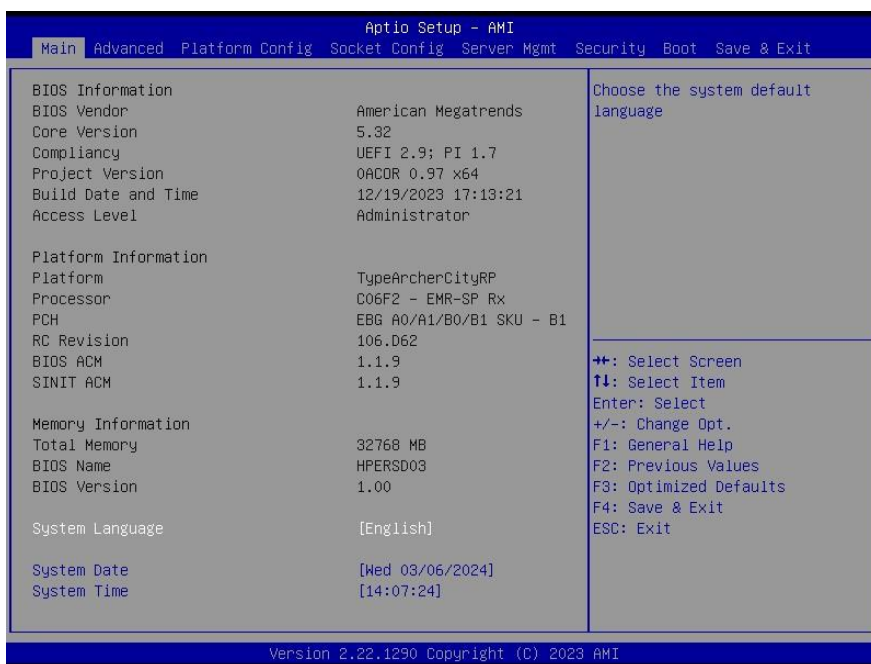 Aptio Setup - AMI
Main Advanced Platform Config Socket Config Server Mgmt Security Boot Save & Exit
BIOS Information
BIOS Vendor American Megatrends
Core Version 5.32
Compliancy UEFI 2.9; PI 1.7
Project Version 0ACOR 0.97 x64
Build Date and Time 12/19/2023 17:13:21
Access Level Administrator
Platform Information
Platform TypeArcherCityRP
Processor C06F2 - EMR-SP Rx
PCH EBG A0/A1/B0/B1 SKU - B1
RC Revision 106.D62
BIOS ACM 1.1.9
SINIT ACM 1.1.9
Memory Information
Total Memory 32768 MB
BIOS Name HPERSD03
BIOS Version 1.00
System Language [English]
System Date [Wed 03/06/2024]
System Time [14:07:24]
Choose the system default
language
→←: Select Screen
↑↓: Select Item
Enter: Select
+/-: Change Opt.
F1: General Help
F2: Previous Values
F3: Optimized Defaults
F4: Save & Exit
ESC: Exit
Version 2.22.1290 Copyright (C) 2023 AMI